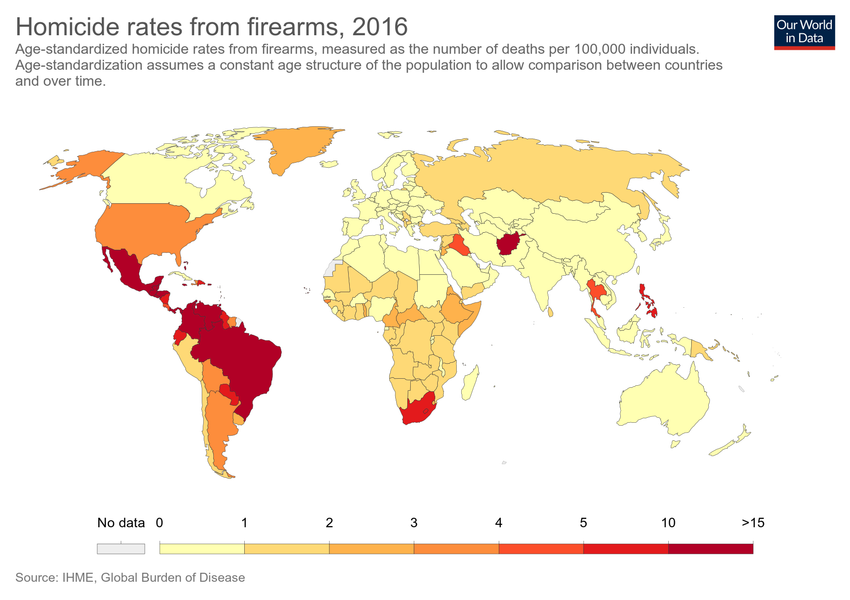 Homicide rates from firearms, 2016
Our World
in Data
Age-standardized homicide rates from firearms, measured as the number of deaths per 100,000 individuals.
Age-standardization assumes a constant age structure of the population to allow comparison between countries
and over time.
No data 0 1 2 3 4 5 10 >15
Source: IHME, Global Burden of Disease